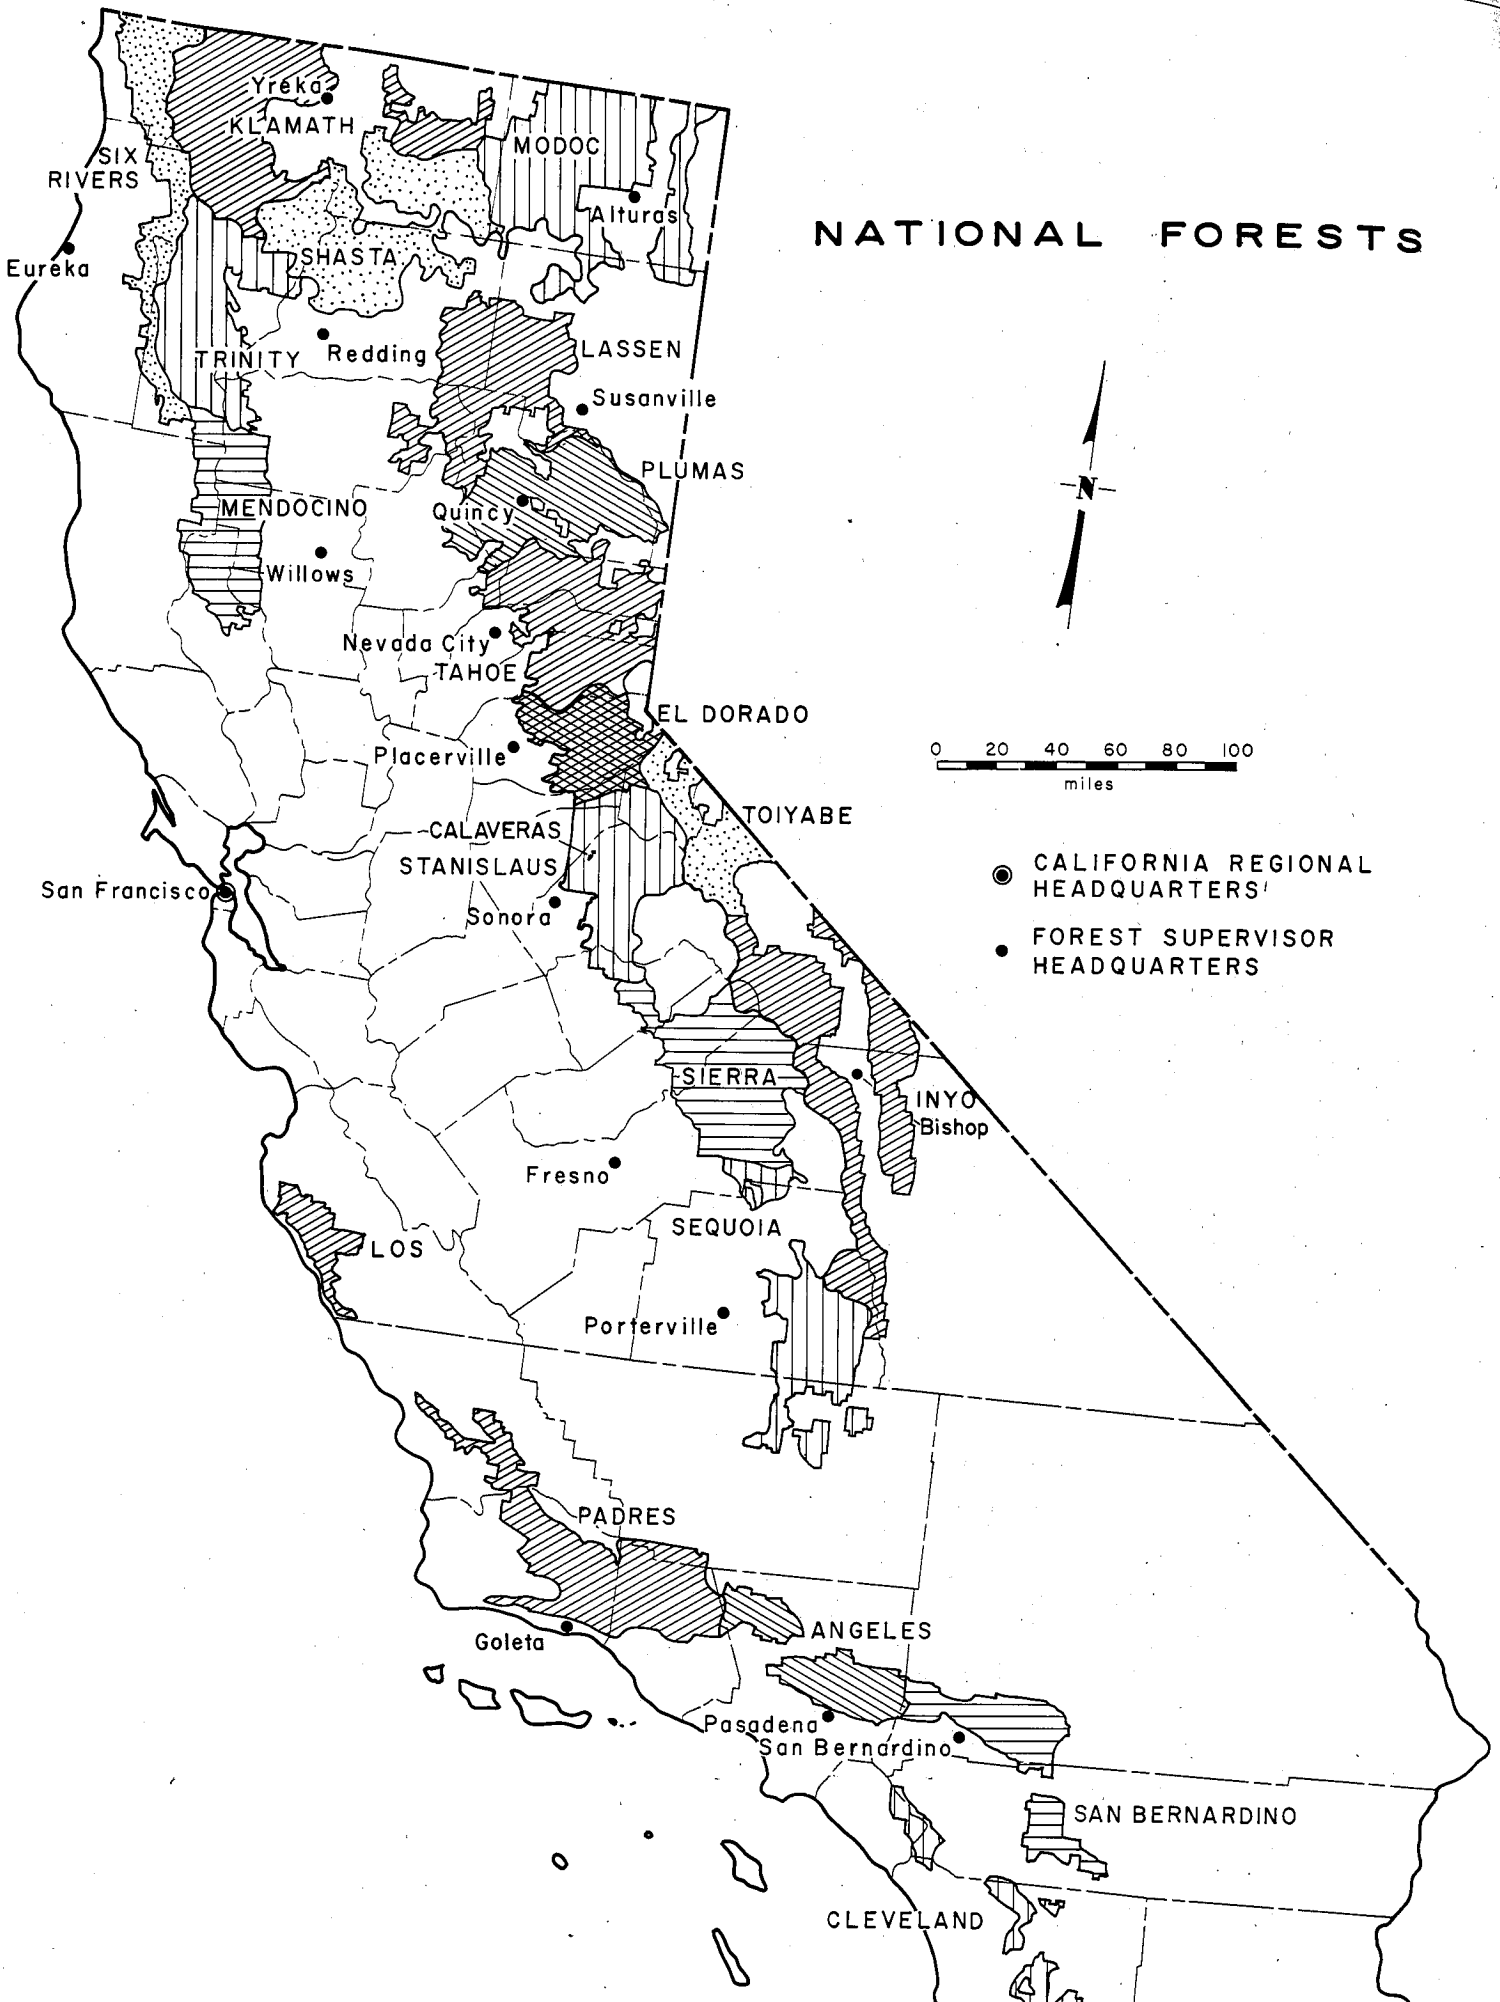 Yreka
KLAMATH
SIX
RIVERS
MODOC
Alturas
NATIONAL FORESTS
Eureka
SHASTA
TRINITY
Redding
LASSEN
Susanville
PLUMAS
N
MENDOCINO
Quincy
Willows
Nevada City
TAHOE
EL DORADO
Placerville
0 20 40 60 80 100
miles
TOIYABE
CALAVERAS
STANISLAUS
CALIFORNIA REGIONAL
HEADQUARTERS
San Francisco
Sonora
FOREST SUPERVISOR
HEADQUARTERS
SIERRA
INYO
Bishop
Fresno
SEQUOIA
LOS
Porterville
PADRES
Goleta
ANGELES
Pasadena
San Bernardino
SAN BERNARDINO
CLEVELAND